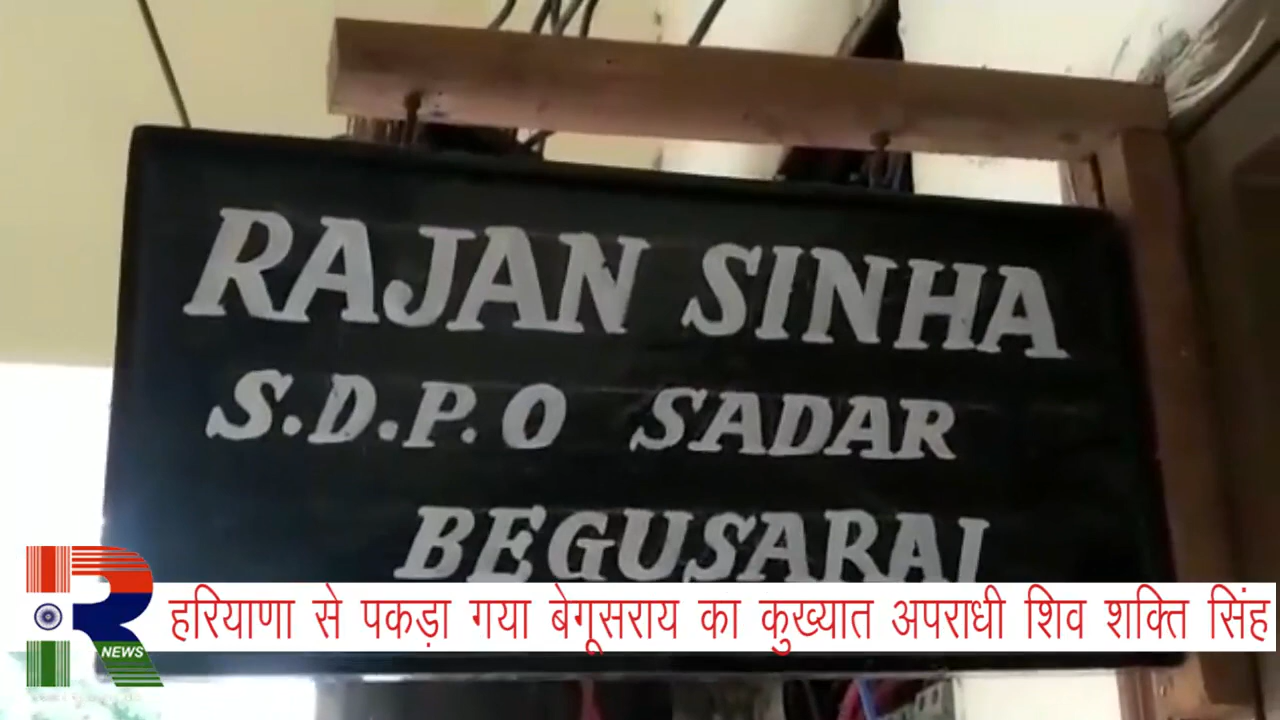 RAJAN SINHA
S.D.P.O SADAR
BEGUSARAI
हरियाणा से पकड़ा गया बेगूसराय का कुख्यात अपराधी शिव शक्ति सिंह
R
NEWS